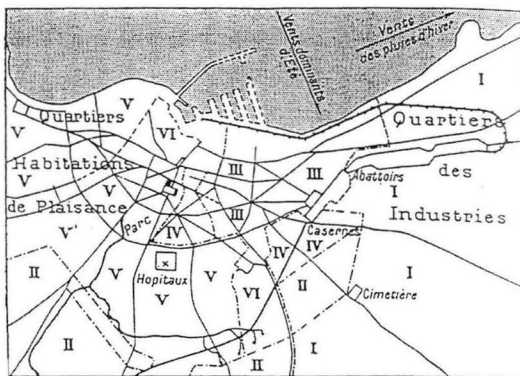 Vents dominants
d'Été
Vents
des pluies d'hiver
I
V
Quartiers
VI
Quartiers
V
V
Habitations
III
III
Abattoirs
des
V
V
I
de Plaisance
III
Industries
Parc
IV
Casernes
V'
IV
IV
II
Hopitaux
V
V
VI
II
I
Cimetière
II
II
I